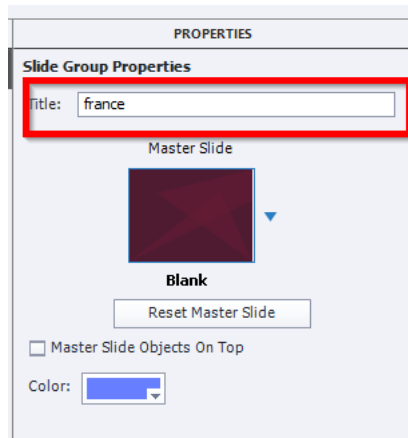 PROPERTIES
Slide Group Properties
Title: france
Master Slide
Blank
Reset Master Slide
Master Slide Objects On Top
Color: